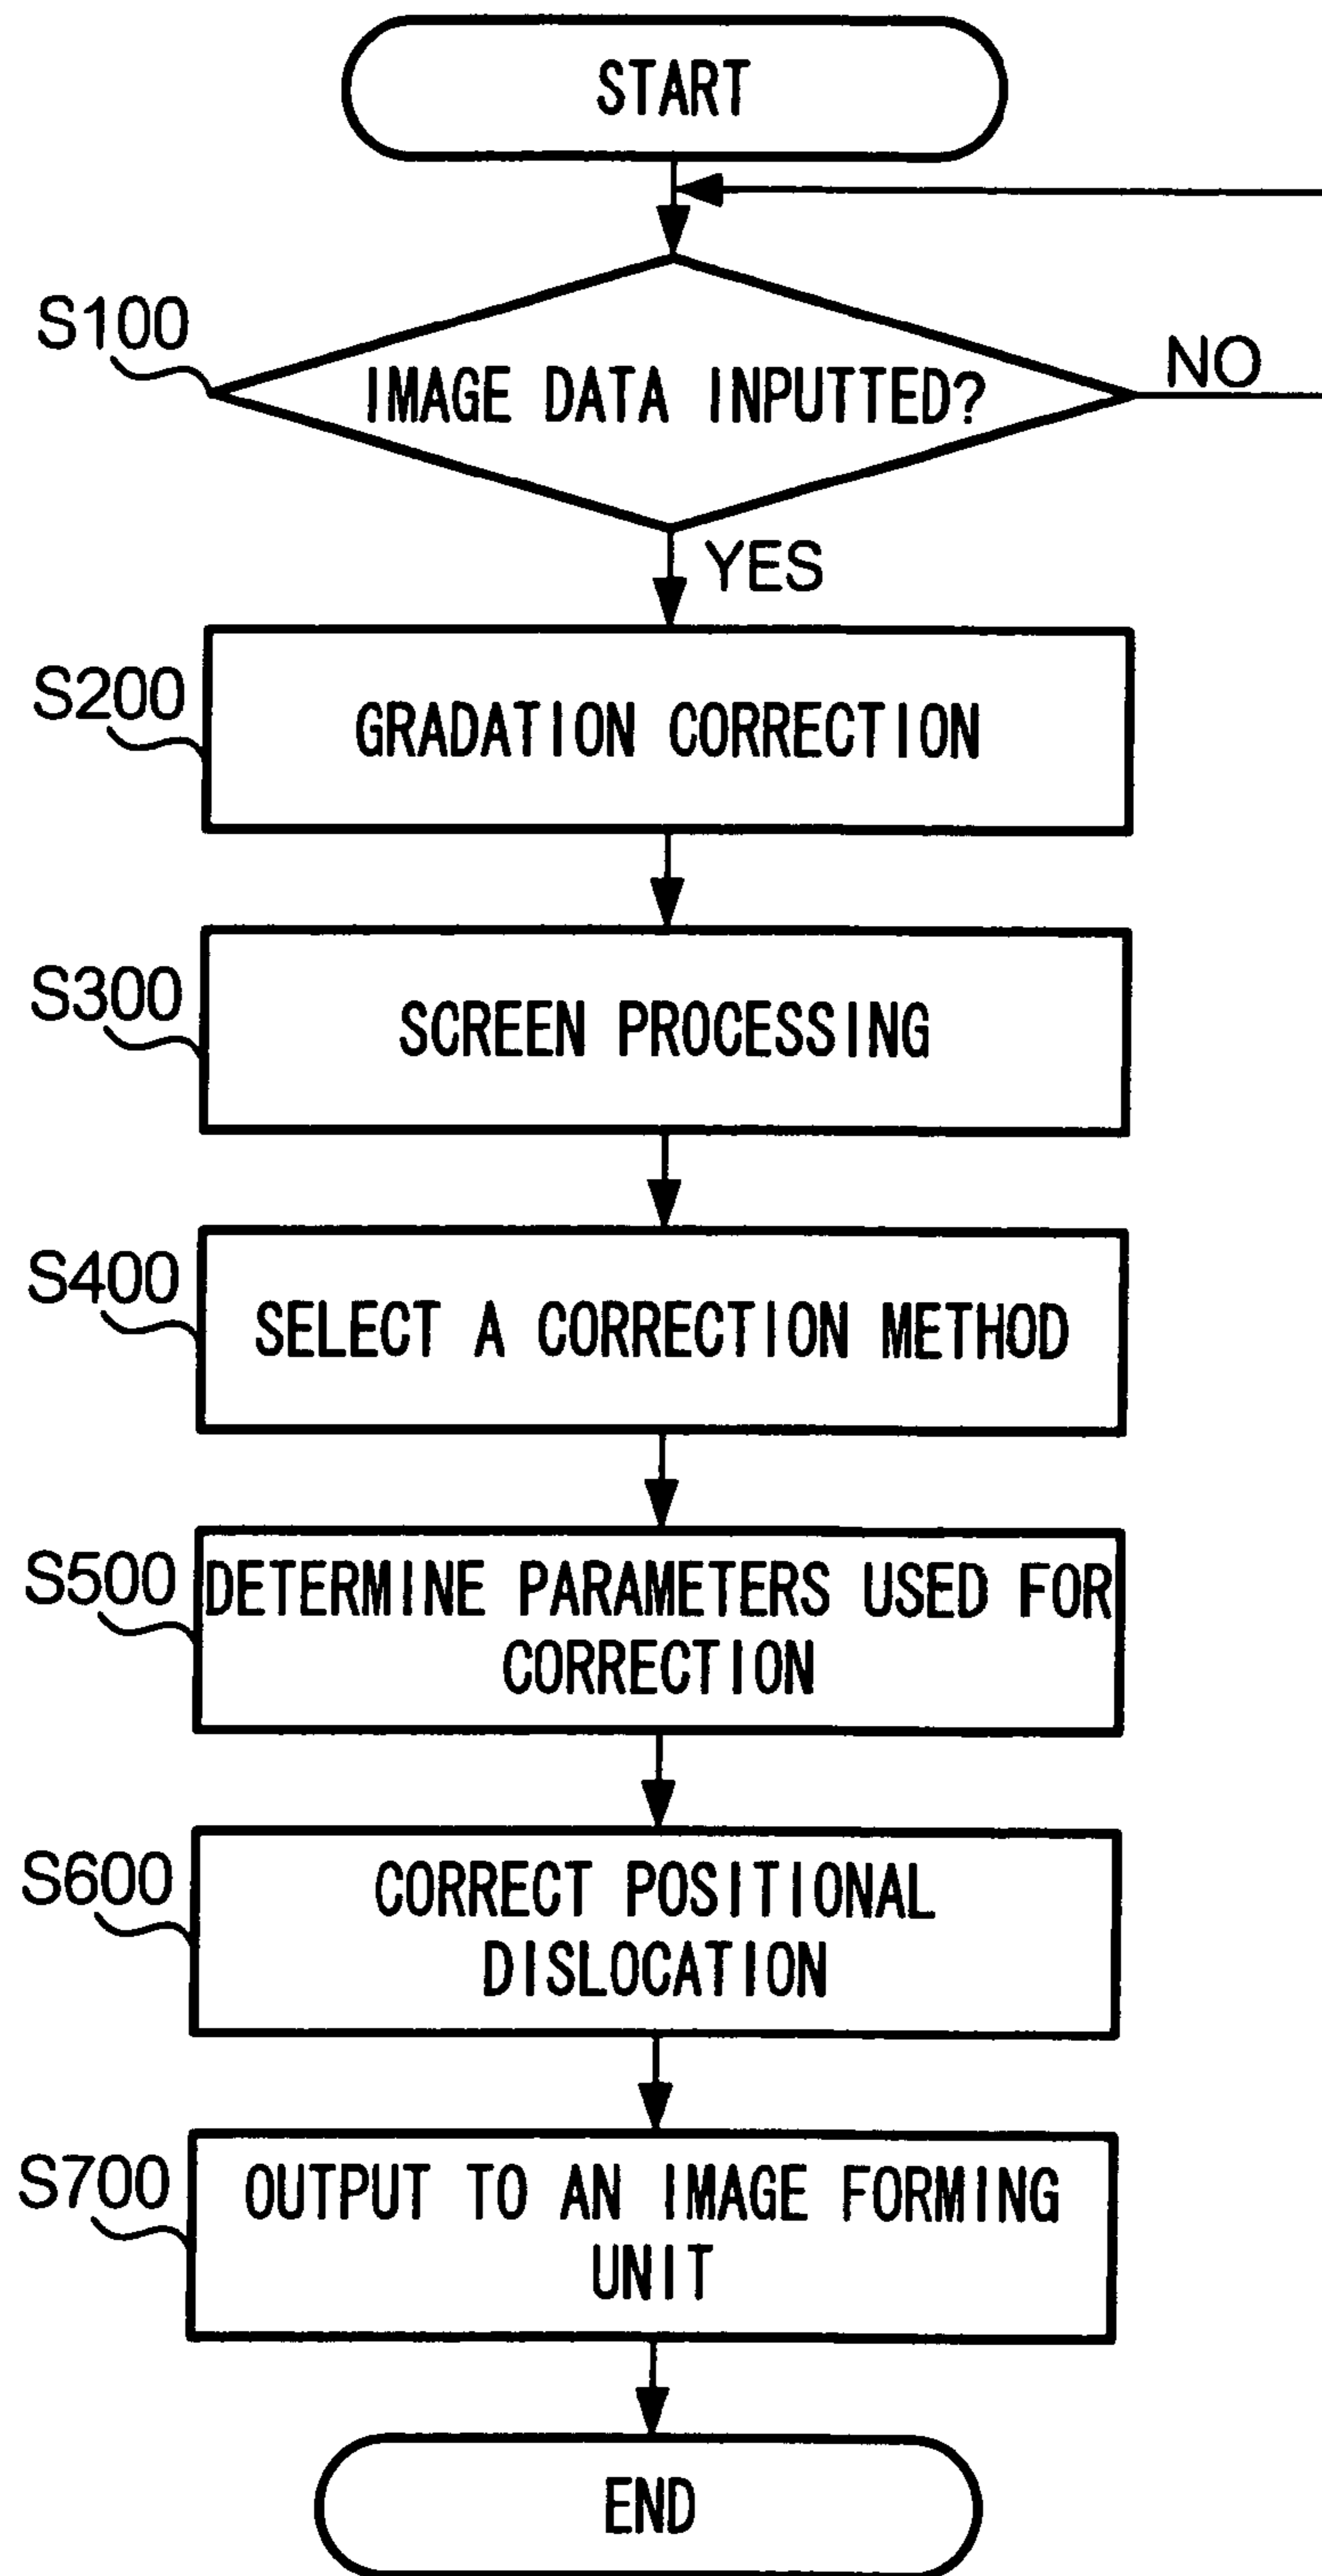 START
S100
IMAGE DATA INPUTTED?
NO
YES
S200
GRADATION CORRECTION
S300
SCREEN PROCESSING
S400
SELECT A CORRECTION METHOD
S500
DETERMINE PARAMETERS USED FOR
CORRECTION
S600
CORRECT POSITIONAL
DISLOCATION
S700
OUTPUT TO AN IMAGE FORMING
UNIT
END